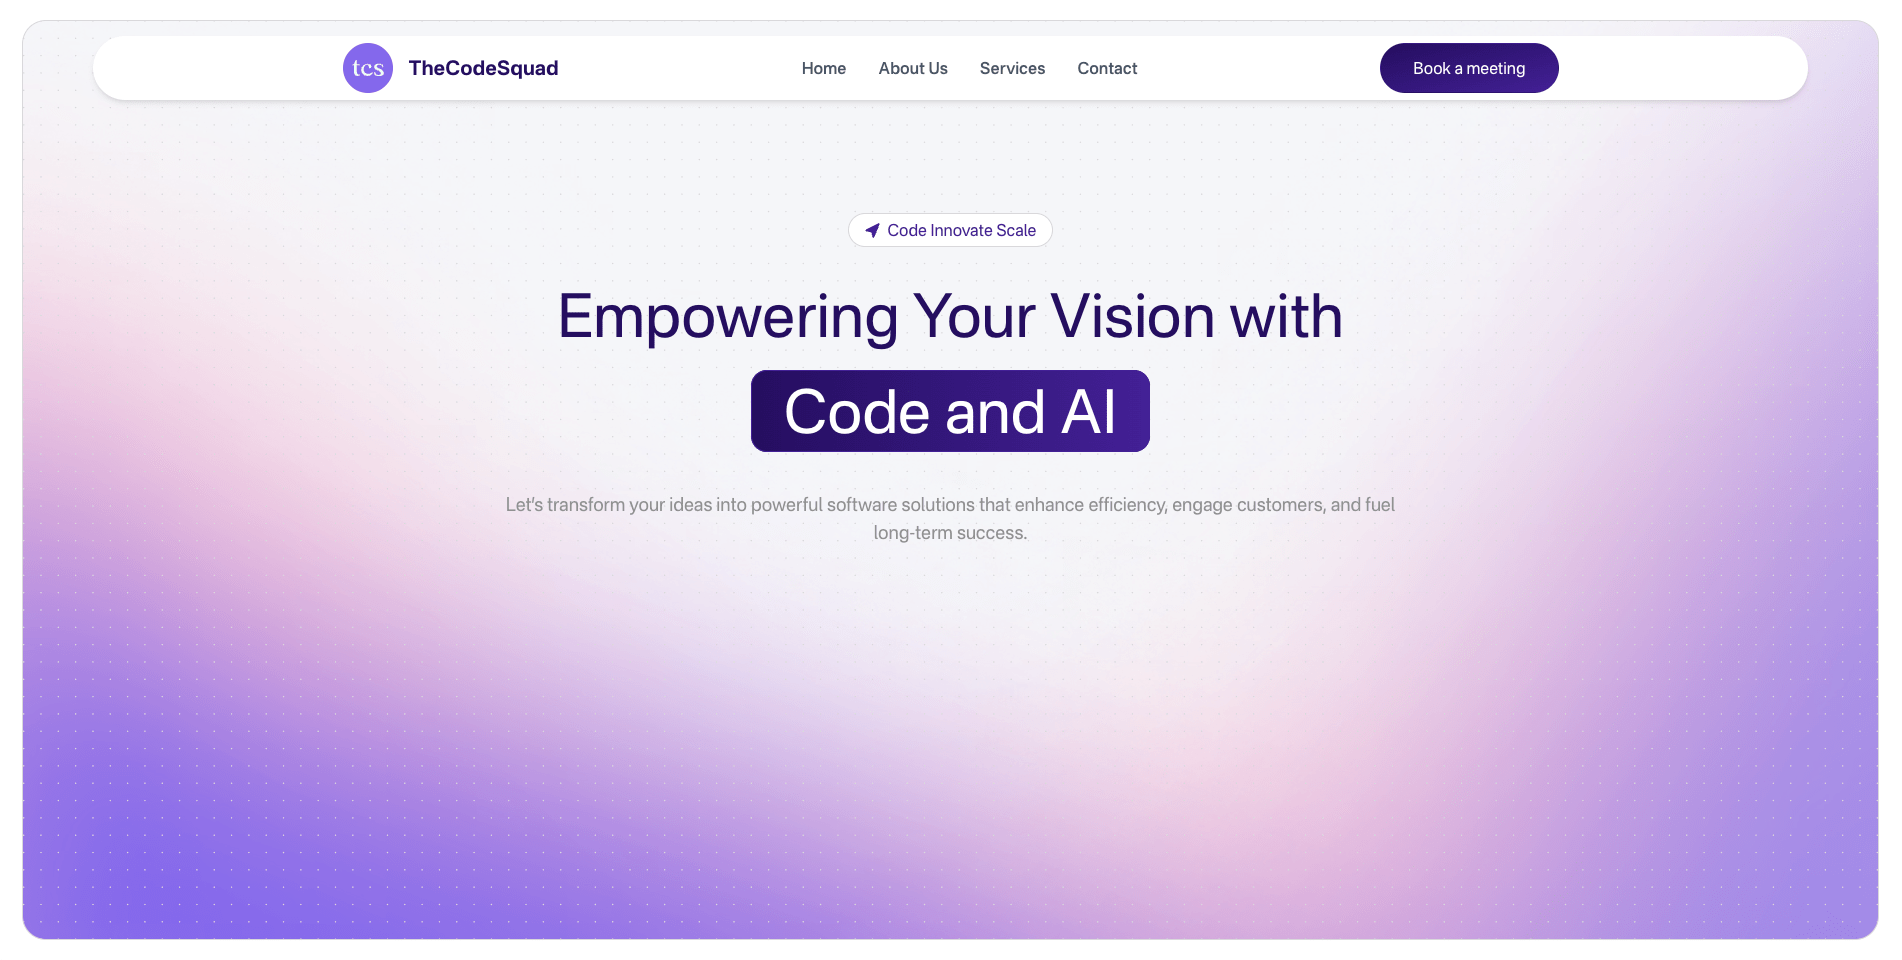 tcs TheCodeSquad Home About Us Services Contact Book a meeting
Code Innovate Scale
Empowering Your Vision with
Code and AI
Let's transform your ideas into powerful software solutions that enhance efficiency, engage customers, and fuel
long-term success.